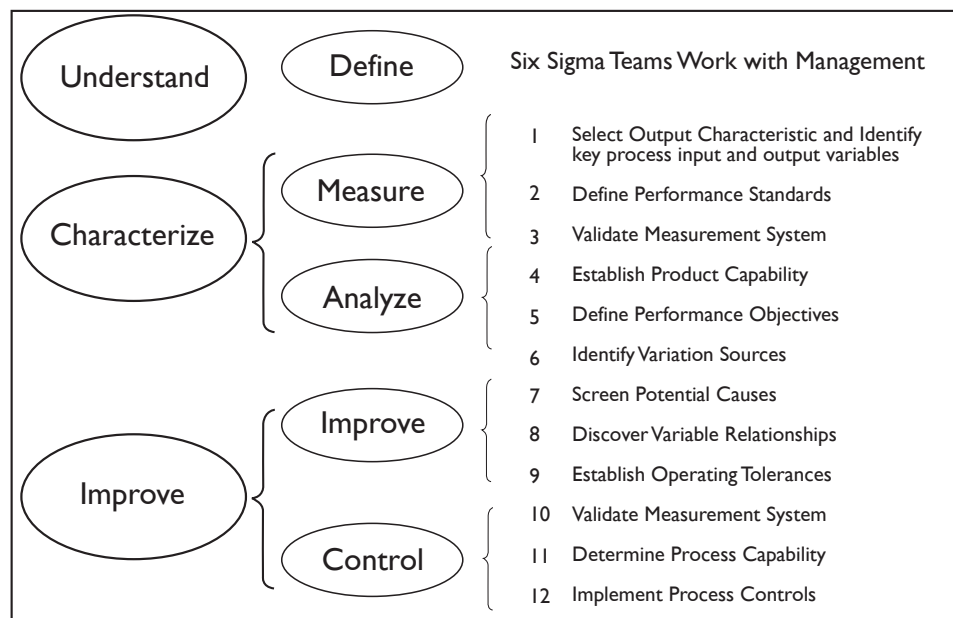 Understand
Define
Six Sigma Teams Work with Management
Characterize
Measure
1 Select Output Characteristic and Identify
key process input and output variables
2 Define Performance Standards
3 Validate Measurement System
Analyze
4 Establish Product Capability
5 Define Performance Objectives
6 Identify Variation Sources
Improve
Improve
7 Screen Potential Causes
8 Discover Variable Relationships
9 Establish Operating Tolerances
Control
10 Validate Measurement System
11 Determine Process Capability
12 Implement Process Controls